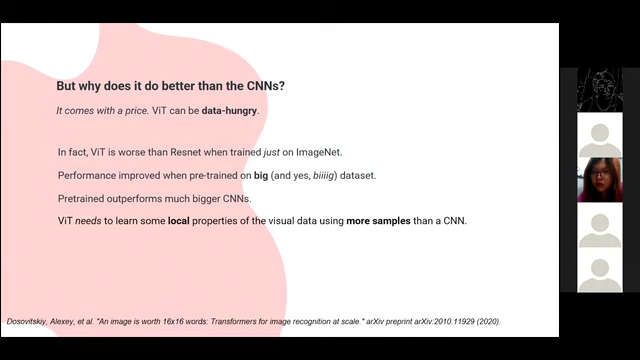 But why does it do better than the CNNs?
It comes with a price. ViT can be data-hungry.
In fact, ViT is worse than Resnet when trained just on ImageNet.
Performance improved when pre-trained on big (and yes, biiiig) dataset.
Pretrained outperforms much bigger CNNs.
ViT needs to learn some local properties of the visual data using more samples than a CNN.
Dosovitskiy, Alexey, et al. "An image is worth 16x16 words: Transformers for image recognition at scale." arXiv preprint arXiv:2010.11929 (2020).